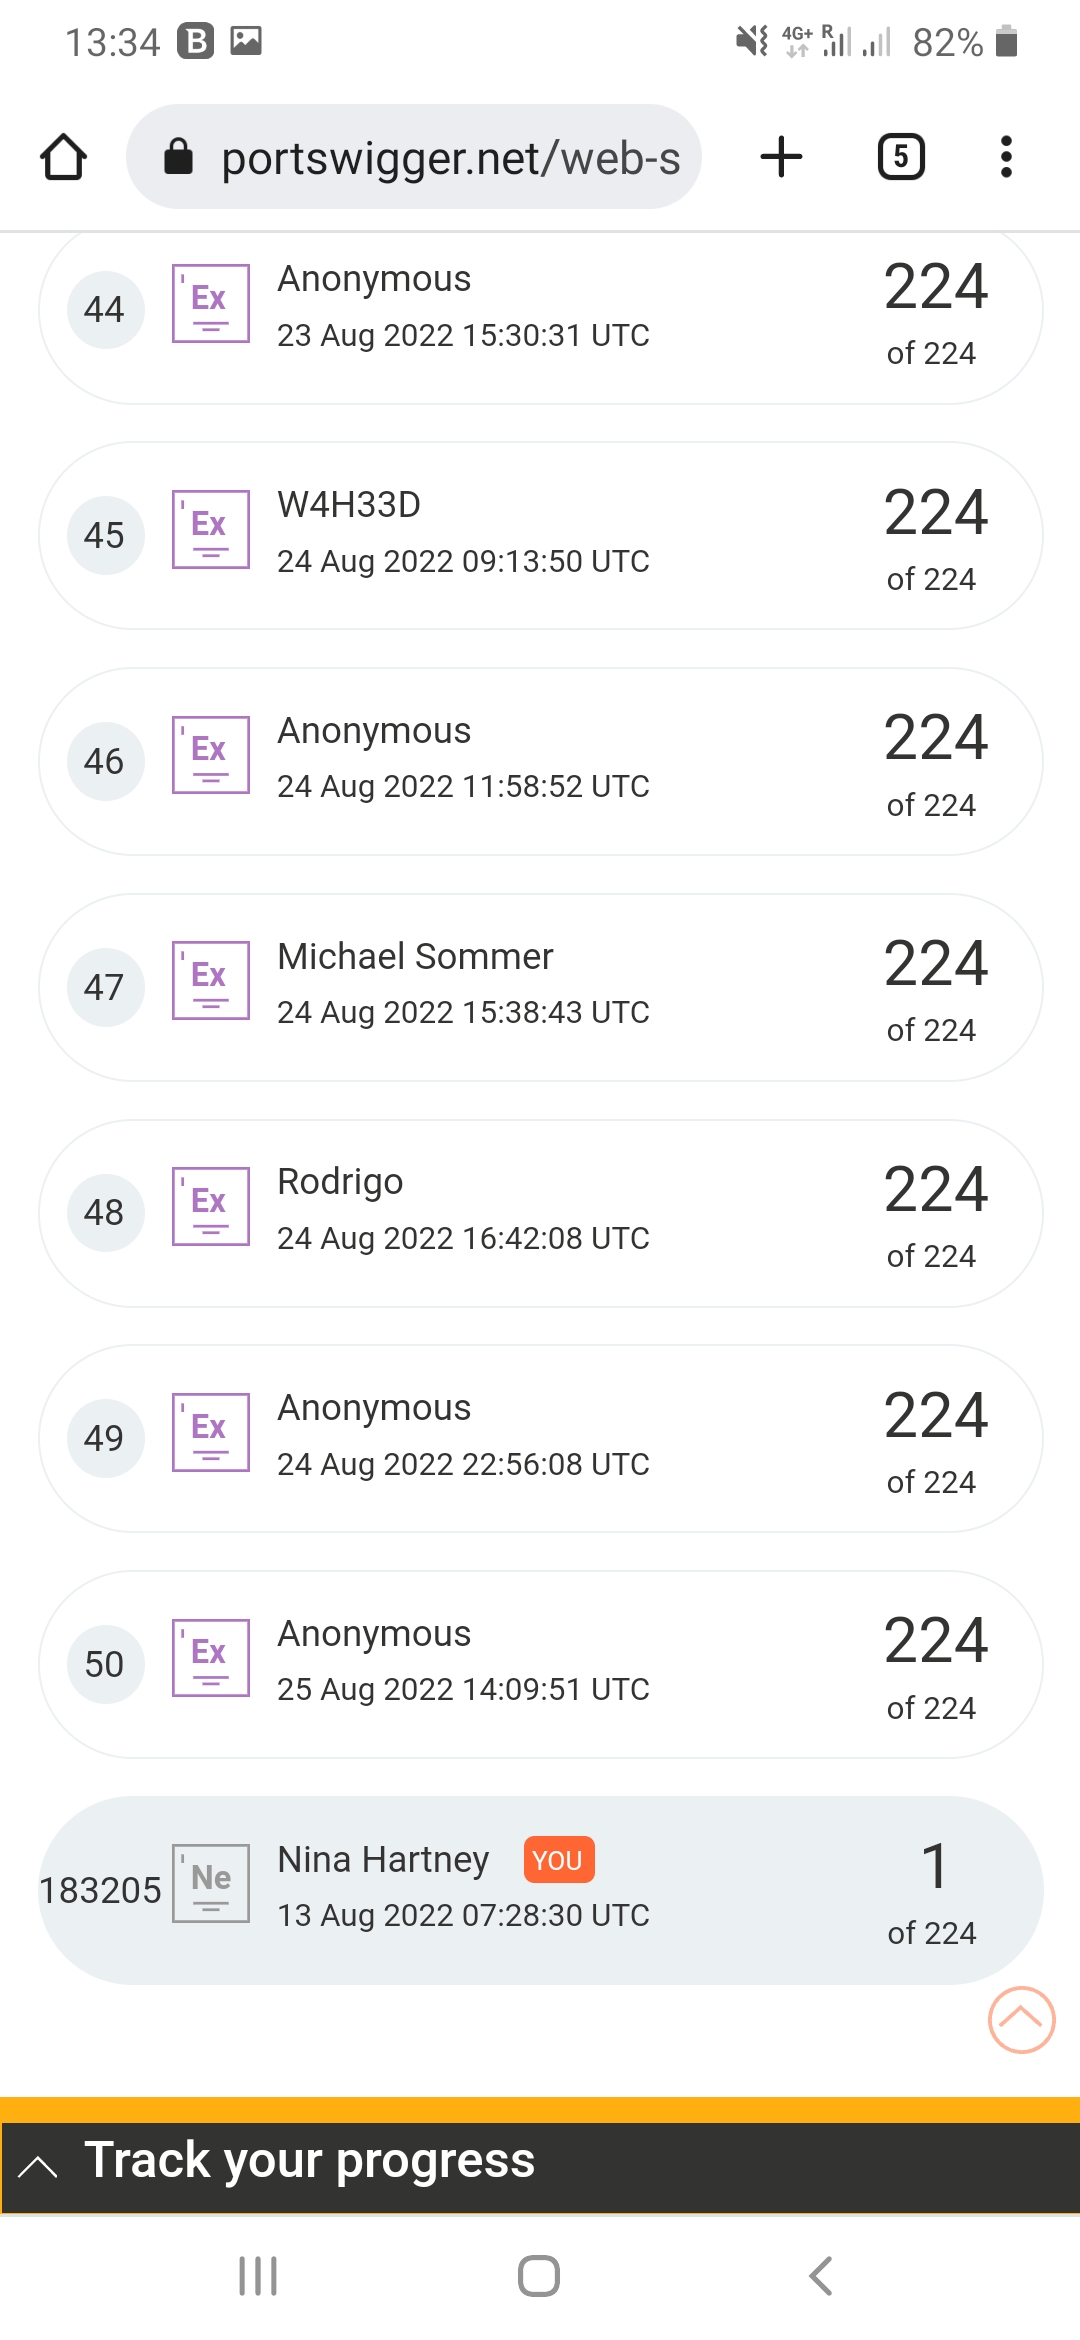 13:34 B 4G+ R 82%
portswigger.net/web-s 5
44 Ex Anonymous 224
23 Aug 2022 15:30:31 UTC of 224
45 Ex W4H33D 224
24 Aug 2022 09:13:50 UTC of 224
46 Ex Anonymous 224
24 Aug 2022 11:58:52 UTC of 224
47 Ex Michael Sommer 224
24 Aug 2022 15:38:43 UTC of 224
48 Ex Rodrigo 224
24 Aug 2022 16:42:08 UTC of 224
49 Ex Anonymous 224
24 Aug 2022 22:56:08 UTC of 224
50 Ex Anonymous 224
25 Aug 2022 14:09:51 UTC of 224
183205 Ne Nina Hartney YOU 1
13 Aug 2022 07:28:30 UTC of 224
Track your progress